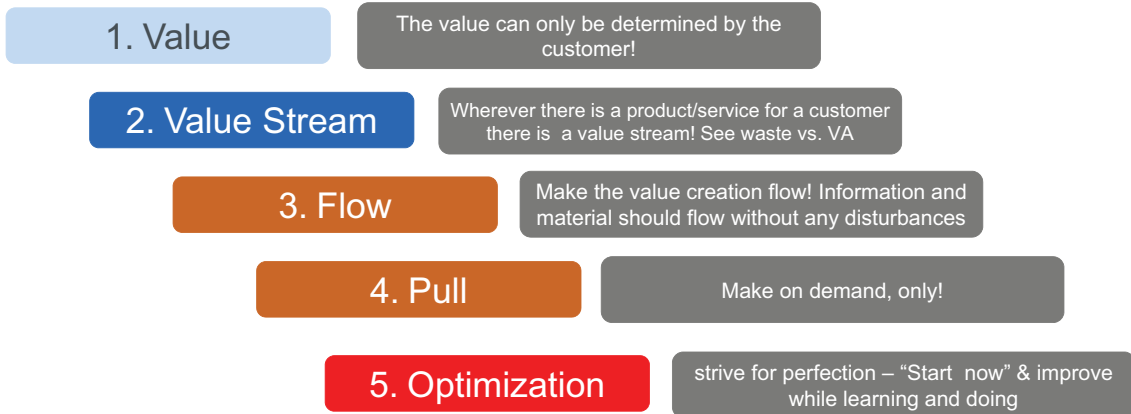 1. Value
The value can only be determined by the
customer!
2. Value Stream
Wherever there is a product/service for a customer
there is a value stream! See waste vs. VA
3. Flow
Make the value creation flow! Information and
material should flow without any disturbances
4. Pull
Make on demand, only!
5. Optimization
strive for perfection – “Start now” & improve
while learning and doing